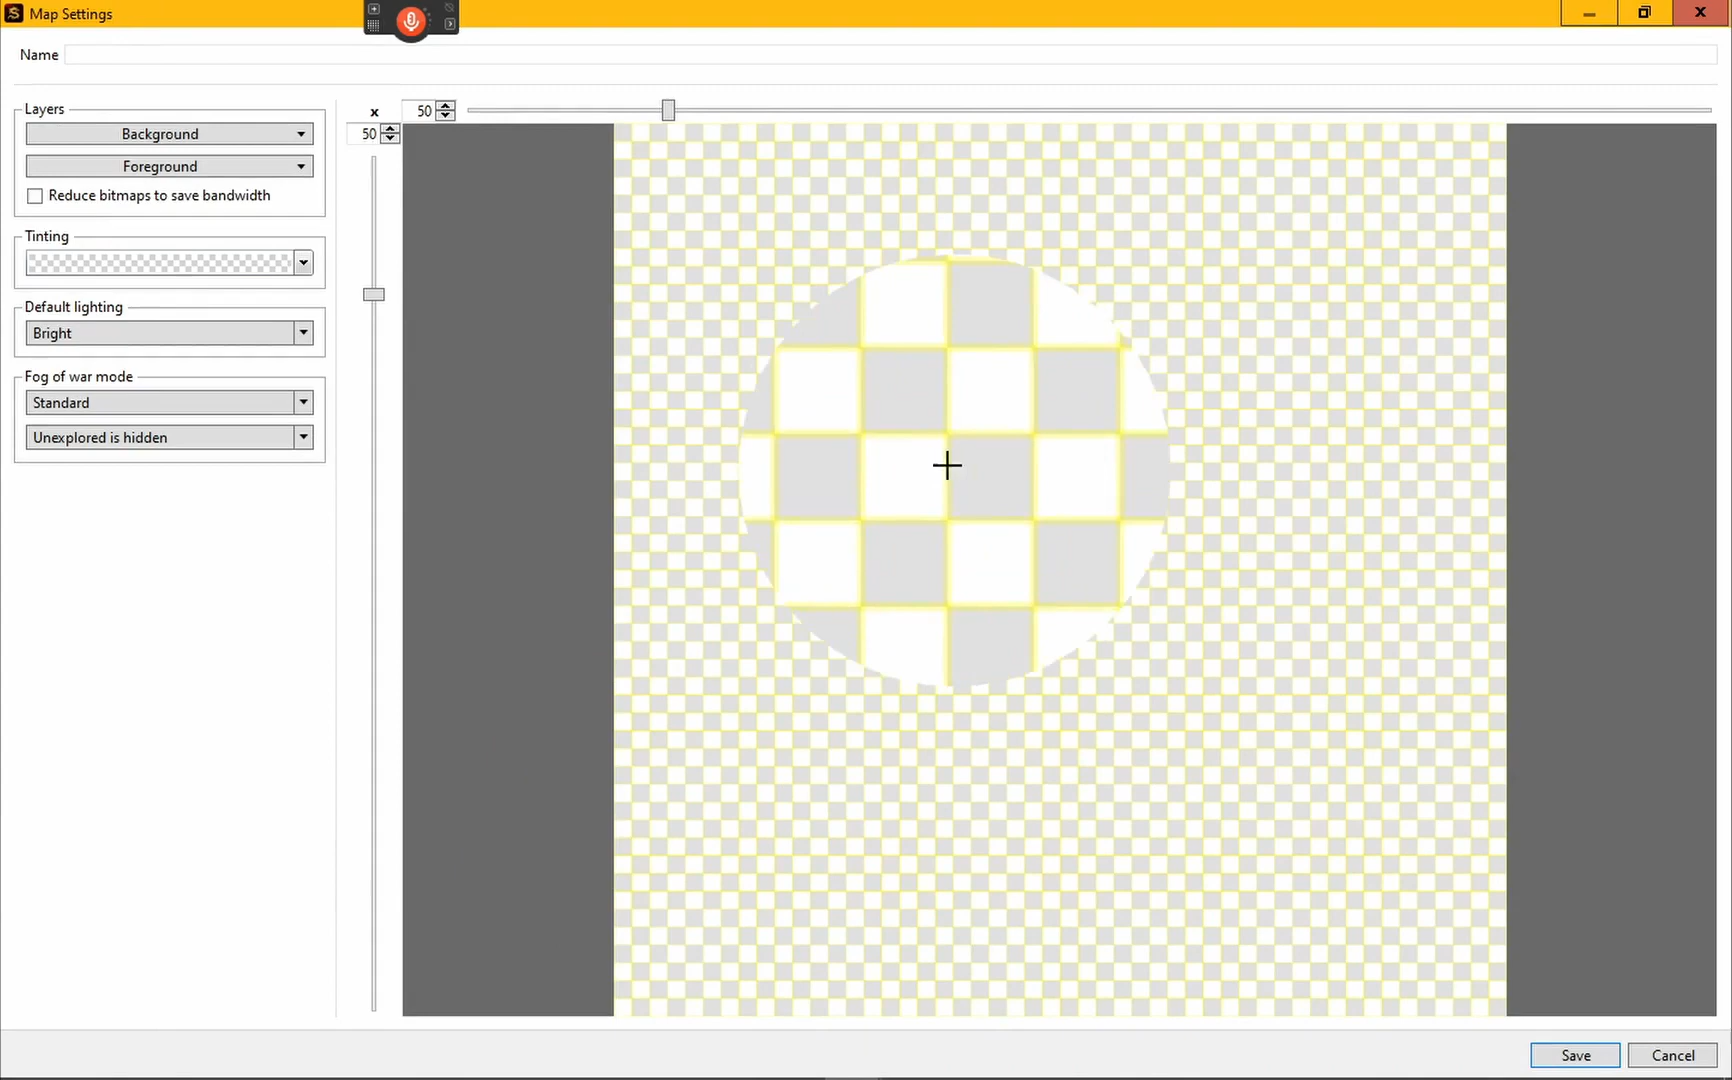 Map Settings
Name
Layers
x 50
Background
50
Foreground
Reduce bitmaps to save bandwidth
Tinting
Default lighting
Bright
Fog of war mode
Standard
Unexplored is hidden
Save Cancel